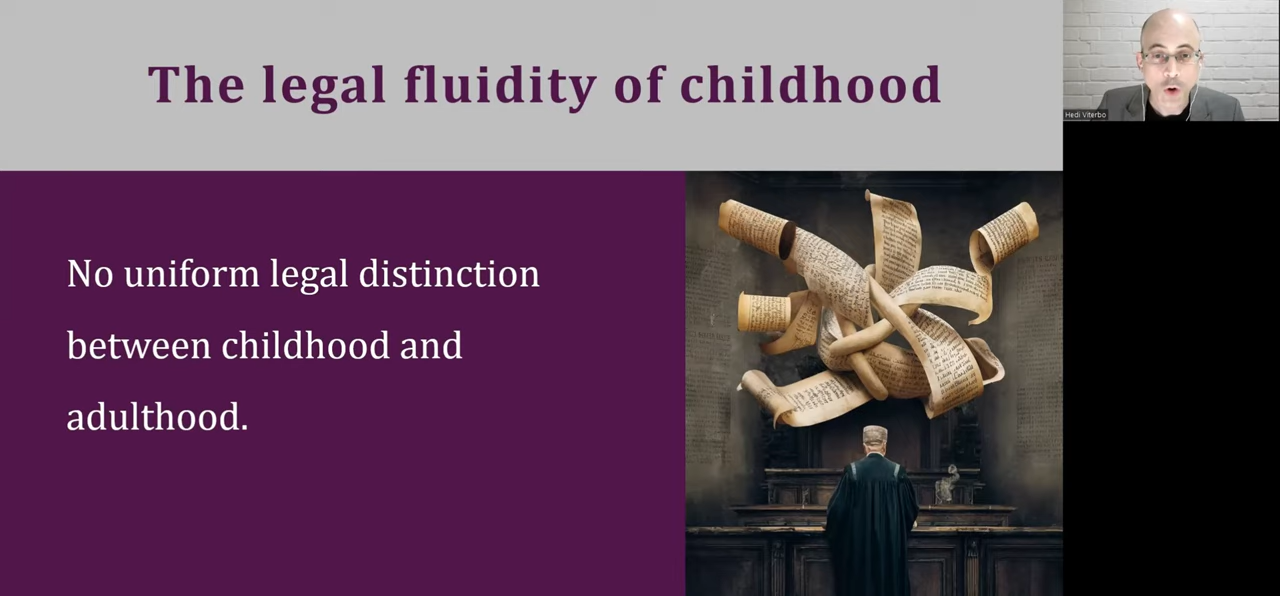 The legal fluidity of childhood
Hedi Viterbo
No uniform legal distinction
between childhood and
adulthood.